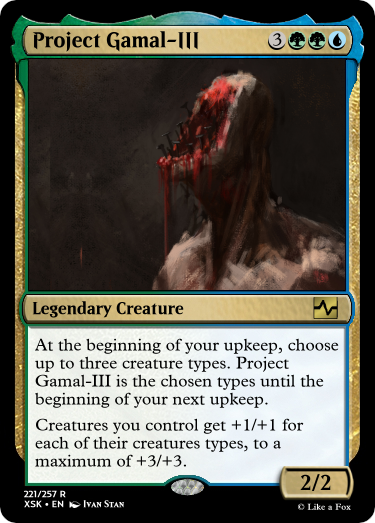 Project Gamal-III 3
Legendary Creature
At the beginning of your upkeep, choose
up to three creature types. Project
Gamal-III is the chosen types until the
beginning of your next upkeep.
Creatures you control get +1/+1 for
each of their creatures types, to a
maximum of +3/+3.
2/2
221/257 R
XSK • EN Ivan Stan
© Like a Fox